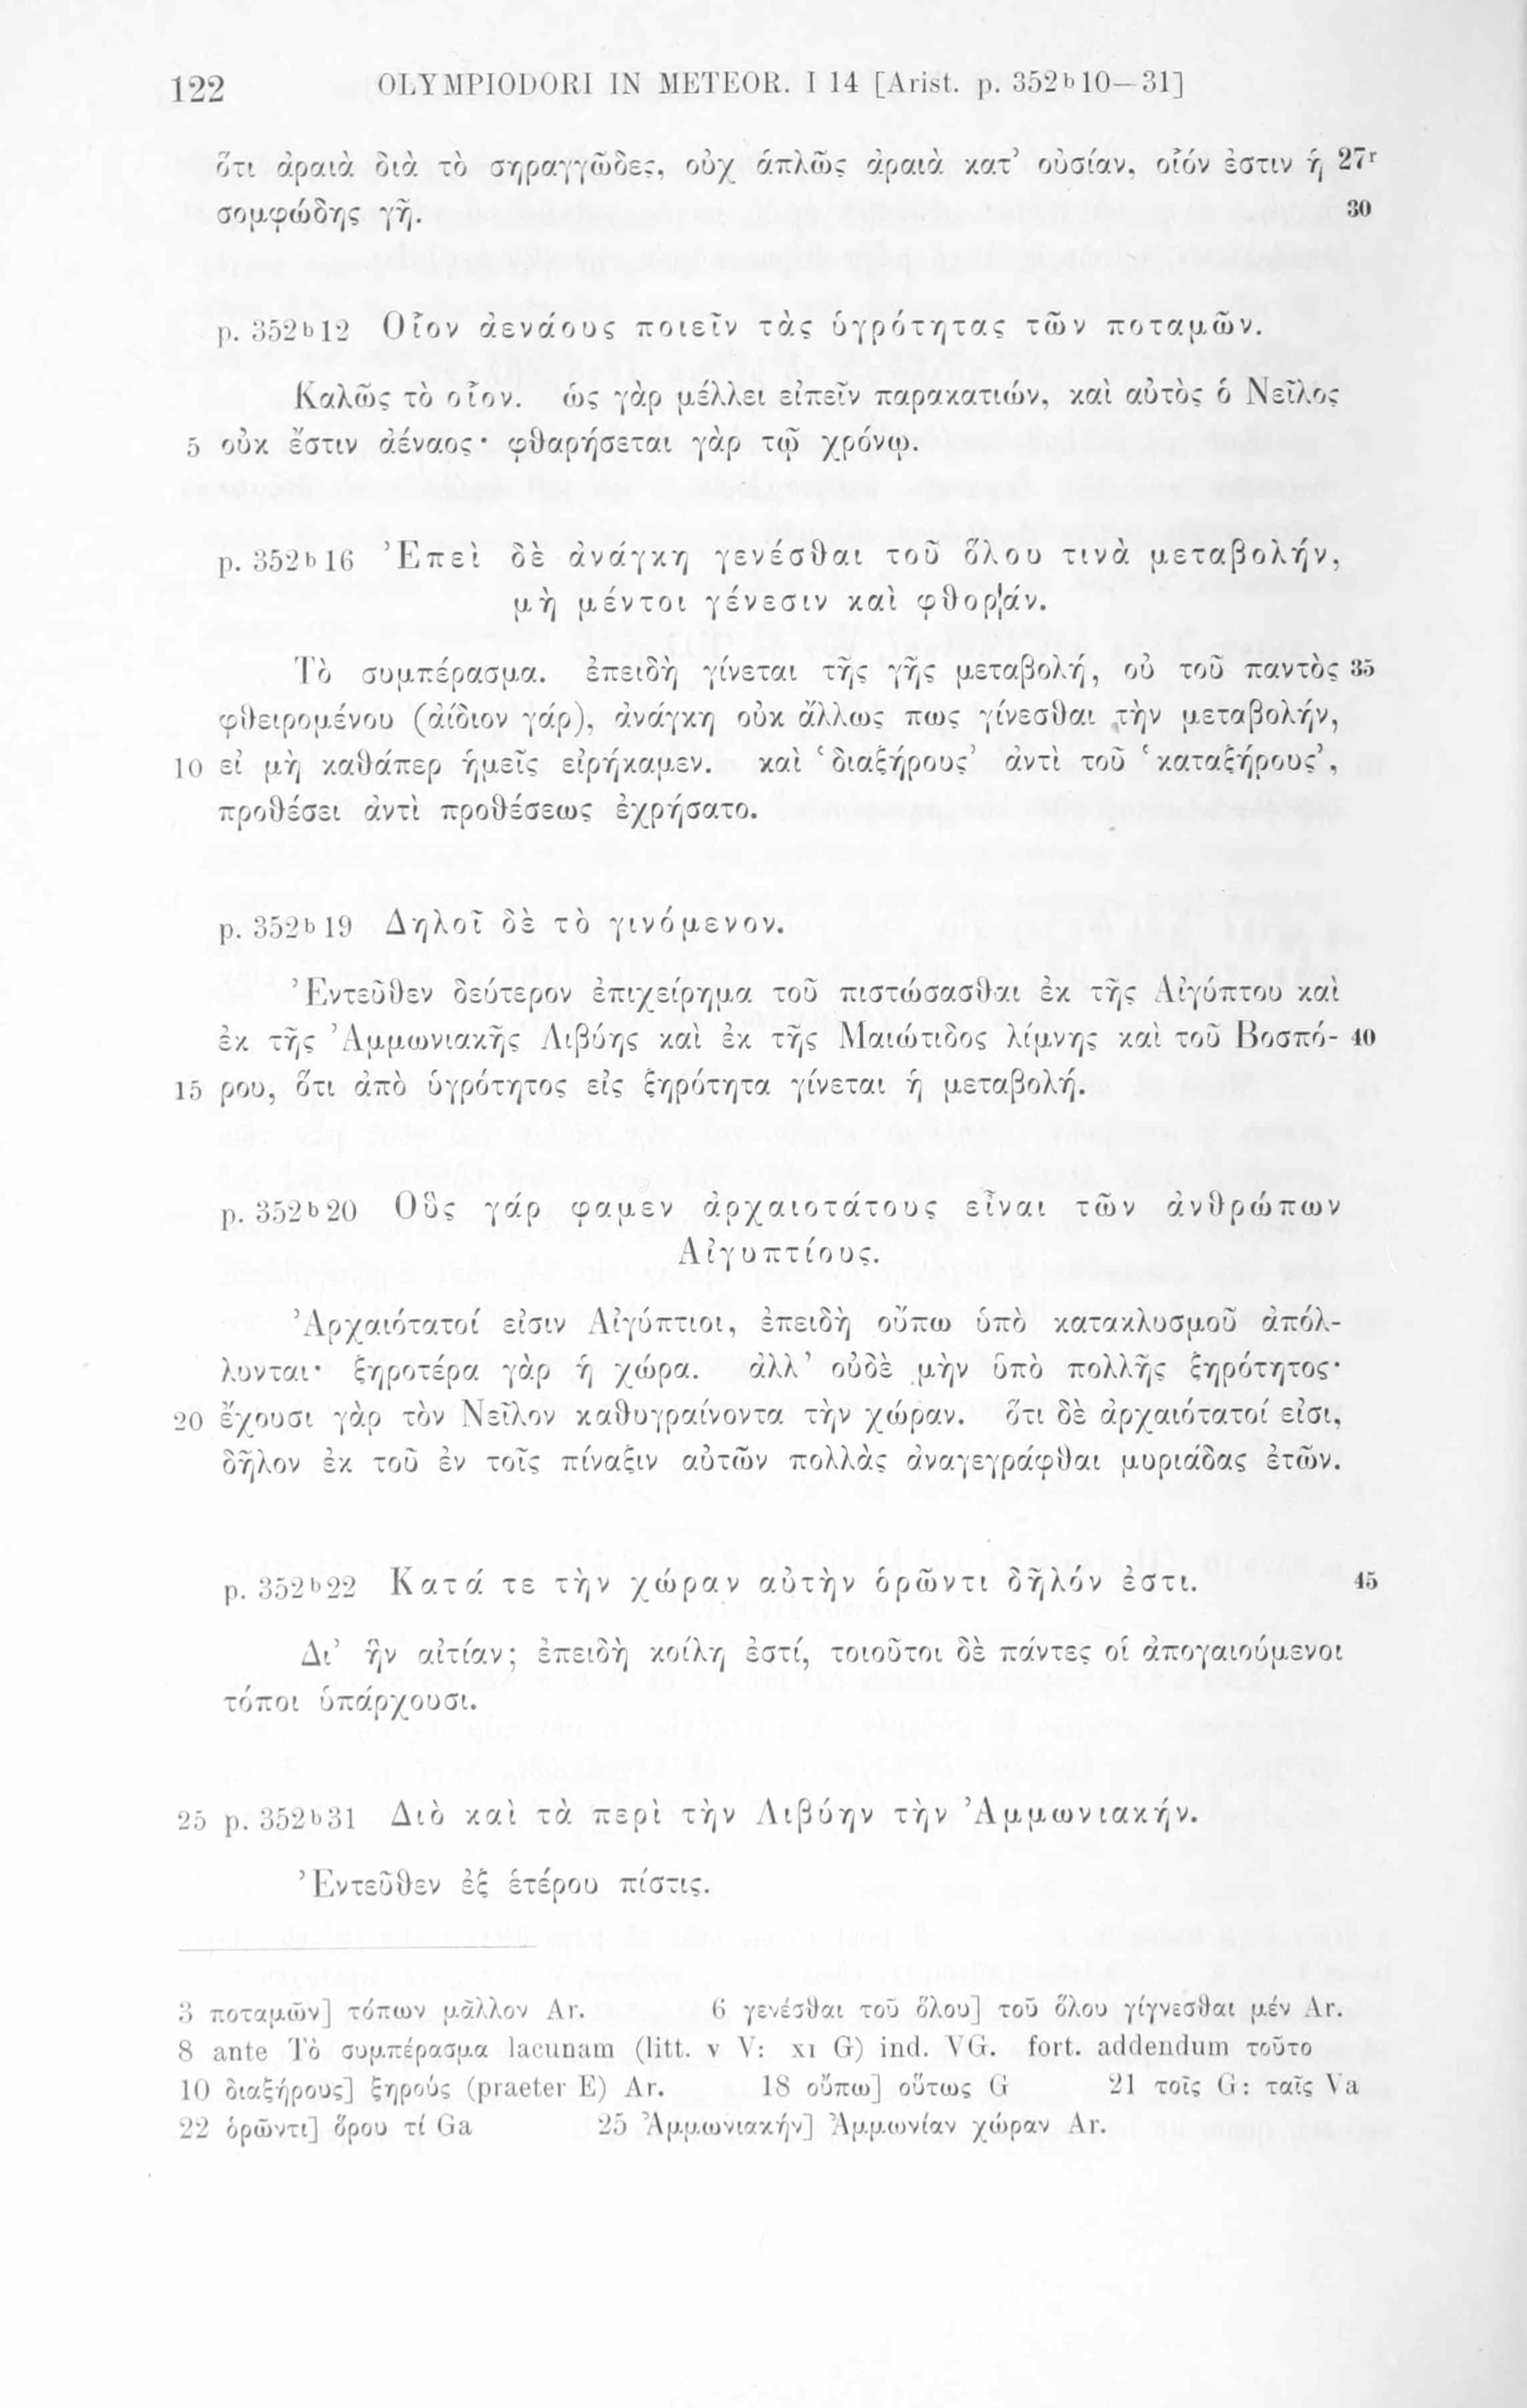 122 OLYMPIODORI IN METEOR. I 14 [Arist. p. 352b10—31]
ὅτι ἀραιὰ διὰ τὸ σηραγγῶδες, οὐχ ἁπλῶς ἀραιὰ κατ’ οὐσίαν, οἷόν ἐστιν ἡ 27r
σομφώδης γῆ. 30
p. 352b12 Οἷον ἀενάους ποιεῖν τὰς ὑγρότητας τῶν ποταμῶν.
Καλῶς τὸ οἷον. ὡς γὰρ μέλλει εἰπεῖν παρακατιών, καὶ αὐτὸς ὁ Νεῖλος
5 οὐκ ἔστιν ἀέναος· φθαρήσεται γὰρ τῷ χρόνῳ.
p. 352b16 Ἐπεὶ δὲ ἀνάγκη γενέσθαι τοῦ ὅλου τινὰ μεταβολήν,
μὴ μέντοι γένεσιν καὶ φθορ|άν.
Τὸ συμπέρασμα. ἐπειδὴ γίνεται τῆς γῆς μεταβολή, οὐ τοῦ παντὸς 35
φθειρομένου (ἀίδιον γάρ), ἀνάγκη οὐκ ἄλλως πως γίνεσθαι τὴν μεταβολήν,
10 εἰ μὴ καθάπερ ἡμεῖς εἰρήκαμεν. καὶ ‘διαξήρους’ ἀντὶ τοῦ ‘καταξήρους’,
προθέσει ἀντὶ προθέσεως ἐχρήσατο.
p. 352b19 Δηλοῖ δὲ τὸ γινόμενον.
Ἐντεῦθεν δεύτερον ἐπιχείρημα τοῦ πιστώσασθαι ἐκ τῆς Αἰγύπτου καὶ
ἐκ τῆς Ἀμμωνιακῆς Λιβύης καὶ ἐκ τῆς Μαιώτιδος λίμνης καὶ τοῦ Βοσπό- 40
15 ρου, ὅτι ἀπὸ ὑγρότητος εἰς ξηρότητα γίνεται ἡ μεταβολή.
p. 352b20 Οὓς γάρ φαμεν ἀρχαιοτάτους εἶναι τῶν ἀνθρώπων
Αἰγυπτίους.
Ἀρχαιότατοί εἰσιν Αἰγύπτιοι, ἐπειδὴ οὔπω ὑπὸ κατακλυσμοῦ ἀπόλ-
λυνται· ξηροτέρα γὰρ ἡ χώρα. ἀλλ’ οὐδὲ μὴν ὑπὸ πολλῆς ξηρότητος·
20 ἔχουσι γὰρ τὸν Νεῖλον καθυγραίνοντα τὴν χώραν. ὅτι δὲ ἀρχαιότατοί εἰσι,
δῆλον ἐκ τοῦ ἐν τοῖς πίναξιν αὐτῶν πολλὰς ἀναγεγράφθαι μυριάδας ἐτῶν.
p. 352b22 Κατά τε τὴν χώραν αὐτὴν ὁρῶντι δῆλόν ἐστι. 45
Δι’ ἣν αἰτίαν; ἐπειδὴ κοίλη ἐστί, τοιοῦτοι δὲ πάντες οἱ ἀπογαιούμενοι
τόποι ὑπάρχουσι.
25 p. 352b31 Διὸ καὶ τὰ περὶ τὴν Λιβύην τὴν Ἀμμωνιακήν.
Ἐντεῦθεν ἐξ ἑτέρου πίστις.
3 ποταμῶν] τόπων μᾶλλον Ar. 6 γενέσθαι τοῦ ὅλου] τοῦ ὅλου γίγνεσθαι μέν Ar.
8 ante Τὸ συμπέρασμα lacunam (litt. v V: xi G) ind. VG. fort. addendum τοῦτο
10 διαξήρους] ξηρούς (praeter E) Ar. 18 οὔπω] οὕτως G 21 τοῖς G: ταῖς Va
22 ὁρῶντι] ὅρου τί Ga 25 Ἀμμωνιακήν] Ἀμμωνίαν χώραν Ar.